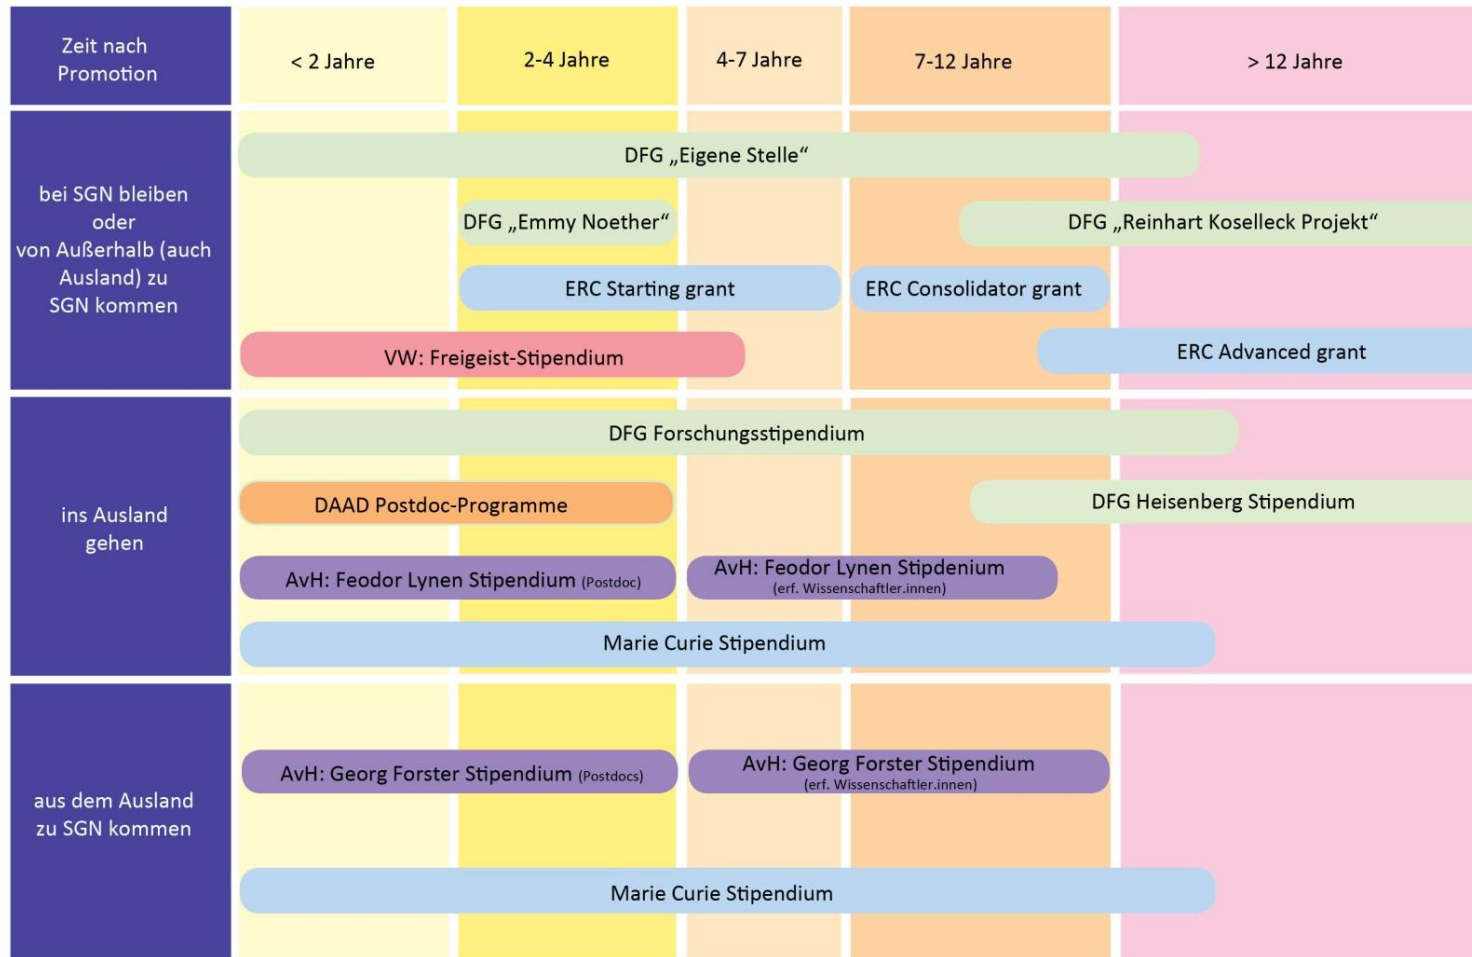 Zeit nach
Promotion
< 2 Jahre
2-4 Jahre
4-7 Jahre
7-12 Jahre
> 12 Jahre
bei SGN bleiben
oder
von Außerhalb (auch
Ausland) zu
SGN kommen
DFG „Eigene Stelle“
DFG „Emmy Noether“
DFG „Reinhart Koselleck Projekt“
ERC Starting grant
ERC Consolidator grant
VW: Freigeist-Stipendium
ERC Advanced grant
ins Ausland
gehen
DFG Forschungsstipendium
DAAD Postdoc-Programme
DFG Heisenberg Stipendium
AvH: Feodor Lynen Stipendium (Postdoc)
AvH: Feodor Lynen Stipdenium
(erf. Wissenschaftler.innen)
Marie Curie Stipendium
aus dem Ausland
zu SGN kommen
AvH: Georg Forster Stipendium (Postdocs)
AvH: Georg Forster Stipendium
(erf. Wissenschaftler.innen)
Marie Curie Stipendium